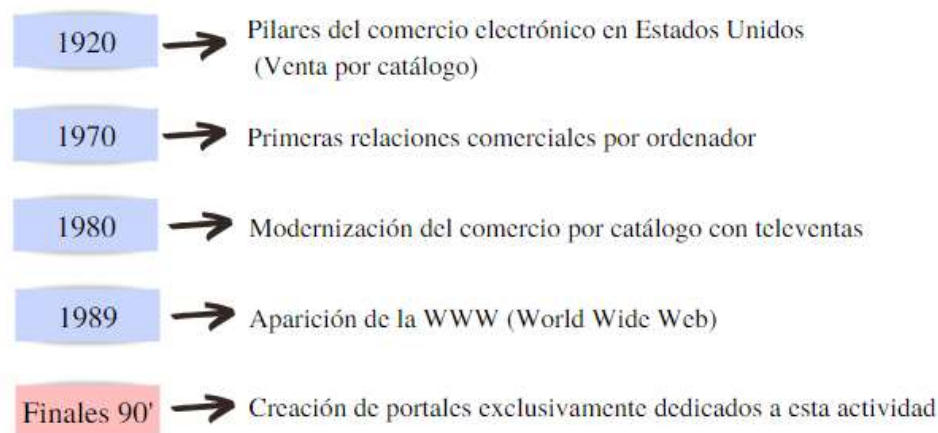 1920
Pilares del comercio electrónico en Estados Unidos
(Venta por catálogo)
1970
Primeras relaciones comerciales por ordenador
1980
Modernización del comercio por catálogo con televentas
1989
Aparición de la WWW (World Wide Web)
Finales 90'
Creación de portales exclusivamente dedicados a esta actividad